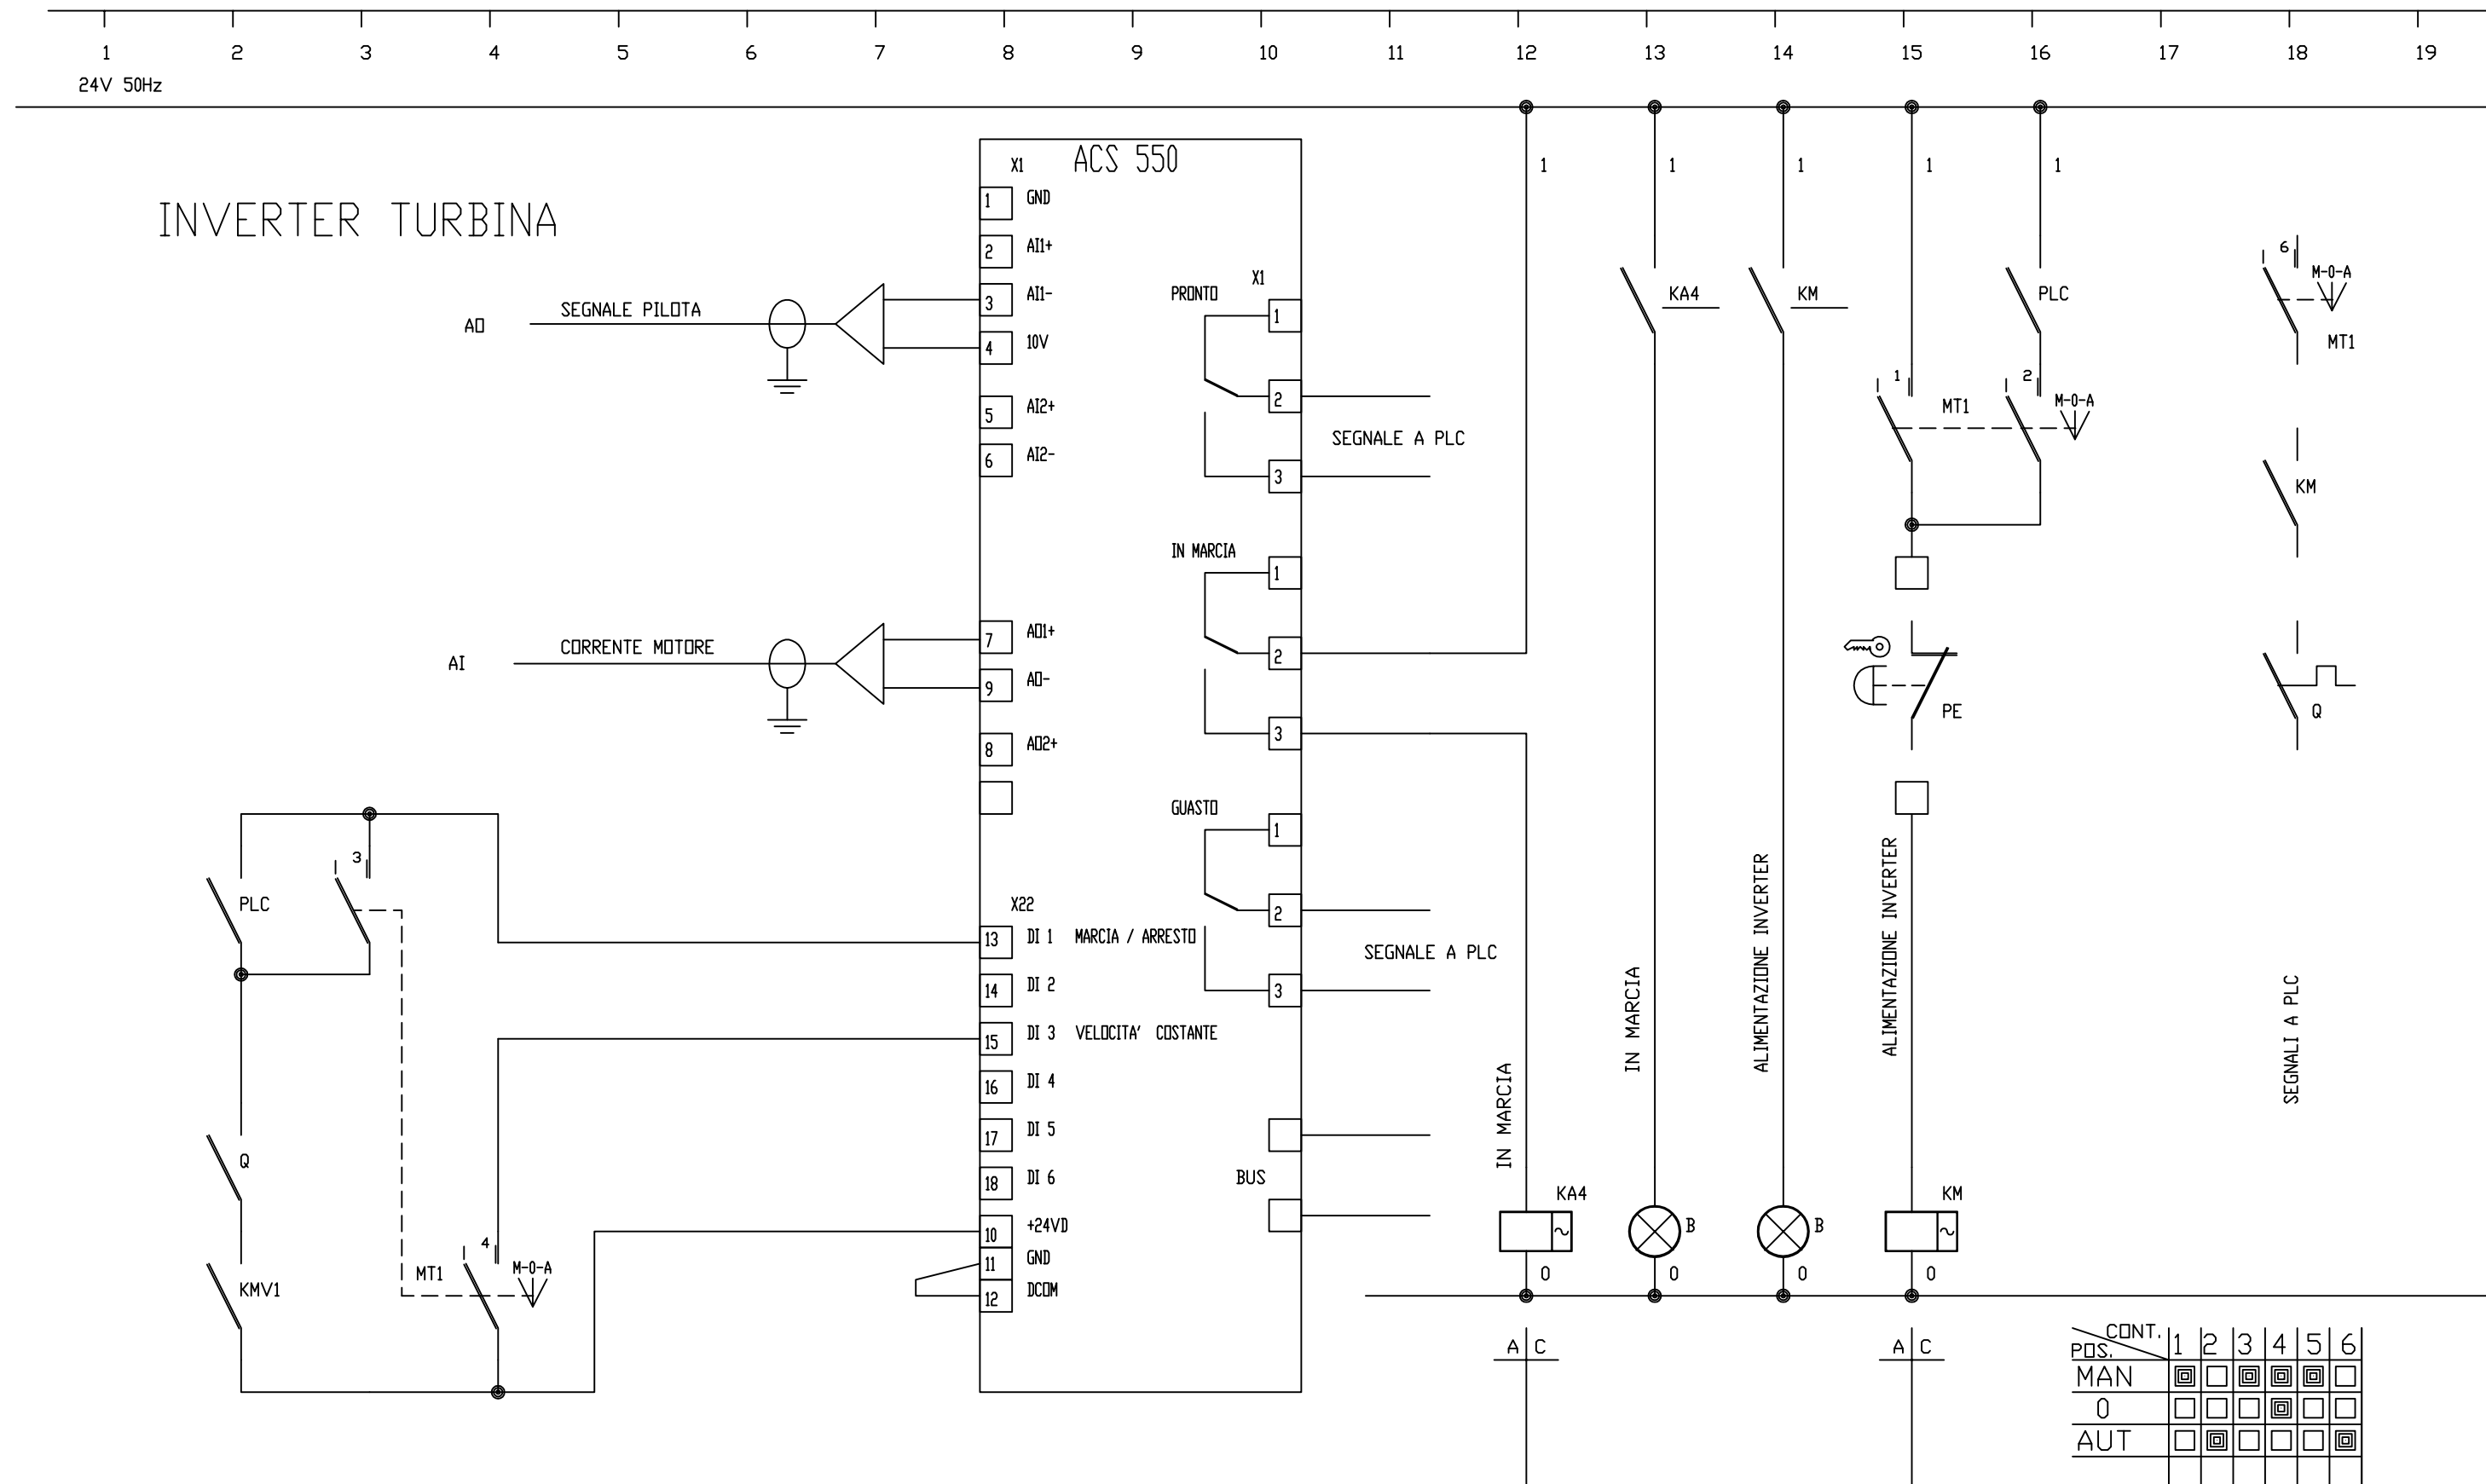 1 2 3 4 5 6 7 8 9 10 11 12 13 14 15 16 17 18 19
24V 50Hz
INVERTER TURBINA
ACS 550
X1
1 GND
2 AI1+
3 AI1-
4 10V
5 AI2+
6 AI2-
7 AO1+
9 AO-
8 AO2+
X22
13 DI 1 MARCIA / ARRESTO
14 DI 2
15 DI 3 VELOCITA' COSTANTE
16 DI 4
17 DI 5
18 DI 6
10 +24VD
11 GND
12 DCOM
AO SEGNALE PILOTA
AI CORRENTE MOTORE
PLC
3
Q
KMV1
MT1
4
M-0-A
X1
PRONTO
1
2
3
SEGNALE A PLC
IN MARCIA
1
2
3
GUASTO
1
2
3
SEGNALE A PLC
BUS
1
IN MARCIA
KA4
0
A C
1
KA4
IN MARCIA
B
0
1
KM
ALIMENTAZIONE INVERTER
B
0
1
1
MT1
PE
ALIMENTAZIONE INVERTER
KM
0
A C
1
PLC
2
M-0-A
6
M-0-A
MT1
KM
Q
SEGNALI A PLC
CONT.
POS.
1 2 3 4 5 6
MAN
0
AUT